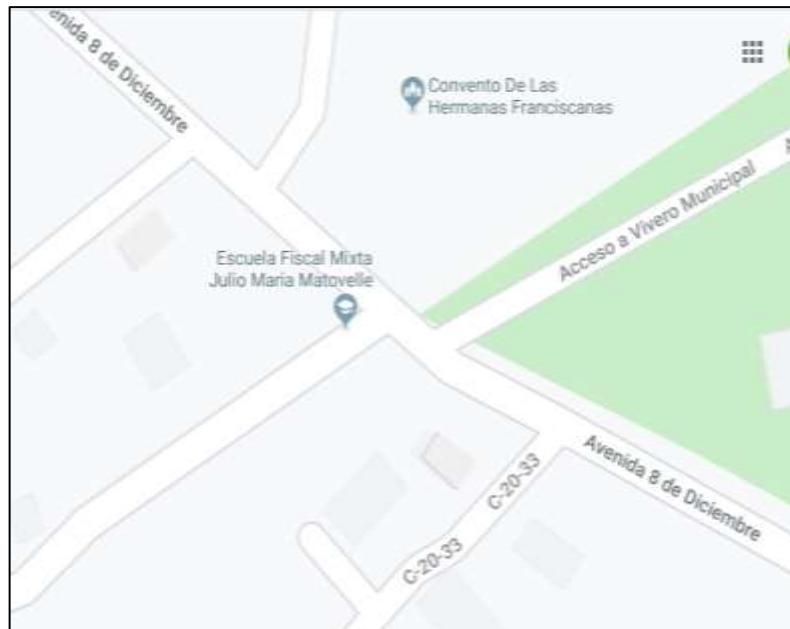 enida 8 de Diciembre
Convento De Las
Hermanas Franciscanas
Acceso a Vivero Municipal
Escuela Fiscal Mixta
Julio Maria Matovelle
Avenida 8 de Diciembre
C-20-33
C-20-33